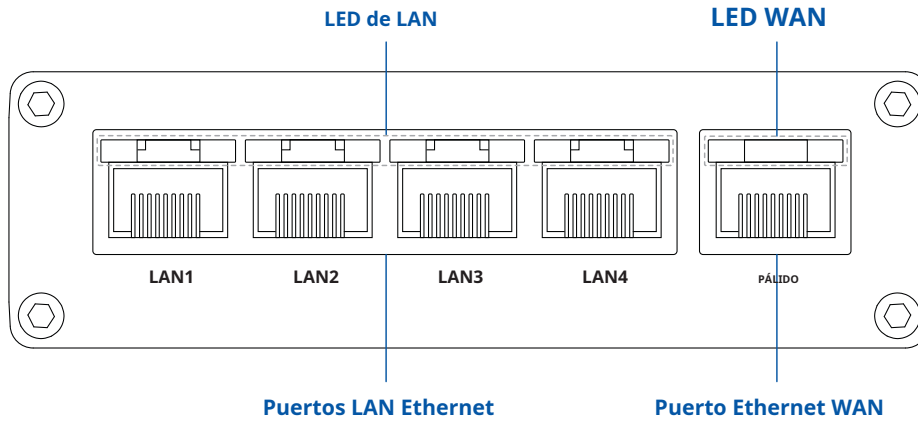 LED de LAN
LED WAN
LAN1
LAN2
LAN3
LAN4
PÁLIDO
Puertos LAN Ethernet
Puerto Ethernet WAN